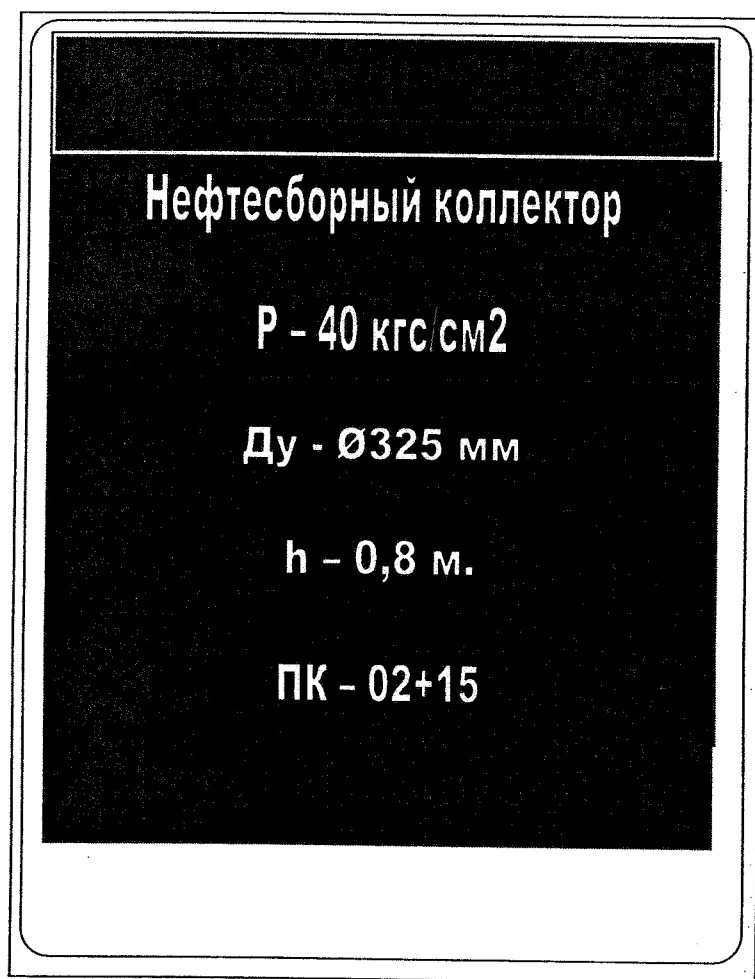 Нефтесборный коллектор
Р – 40 кгс/см2
Ду - Ø325 мм
h – 0,8 м.
ПК – 02+15